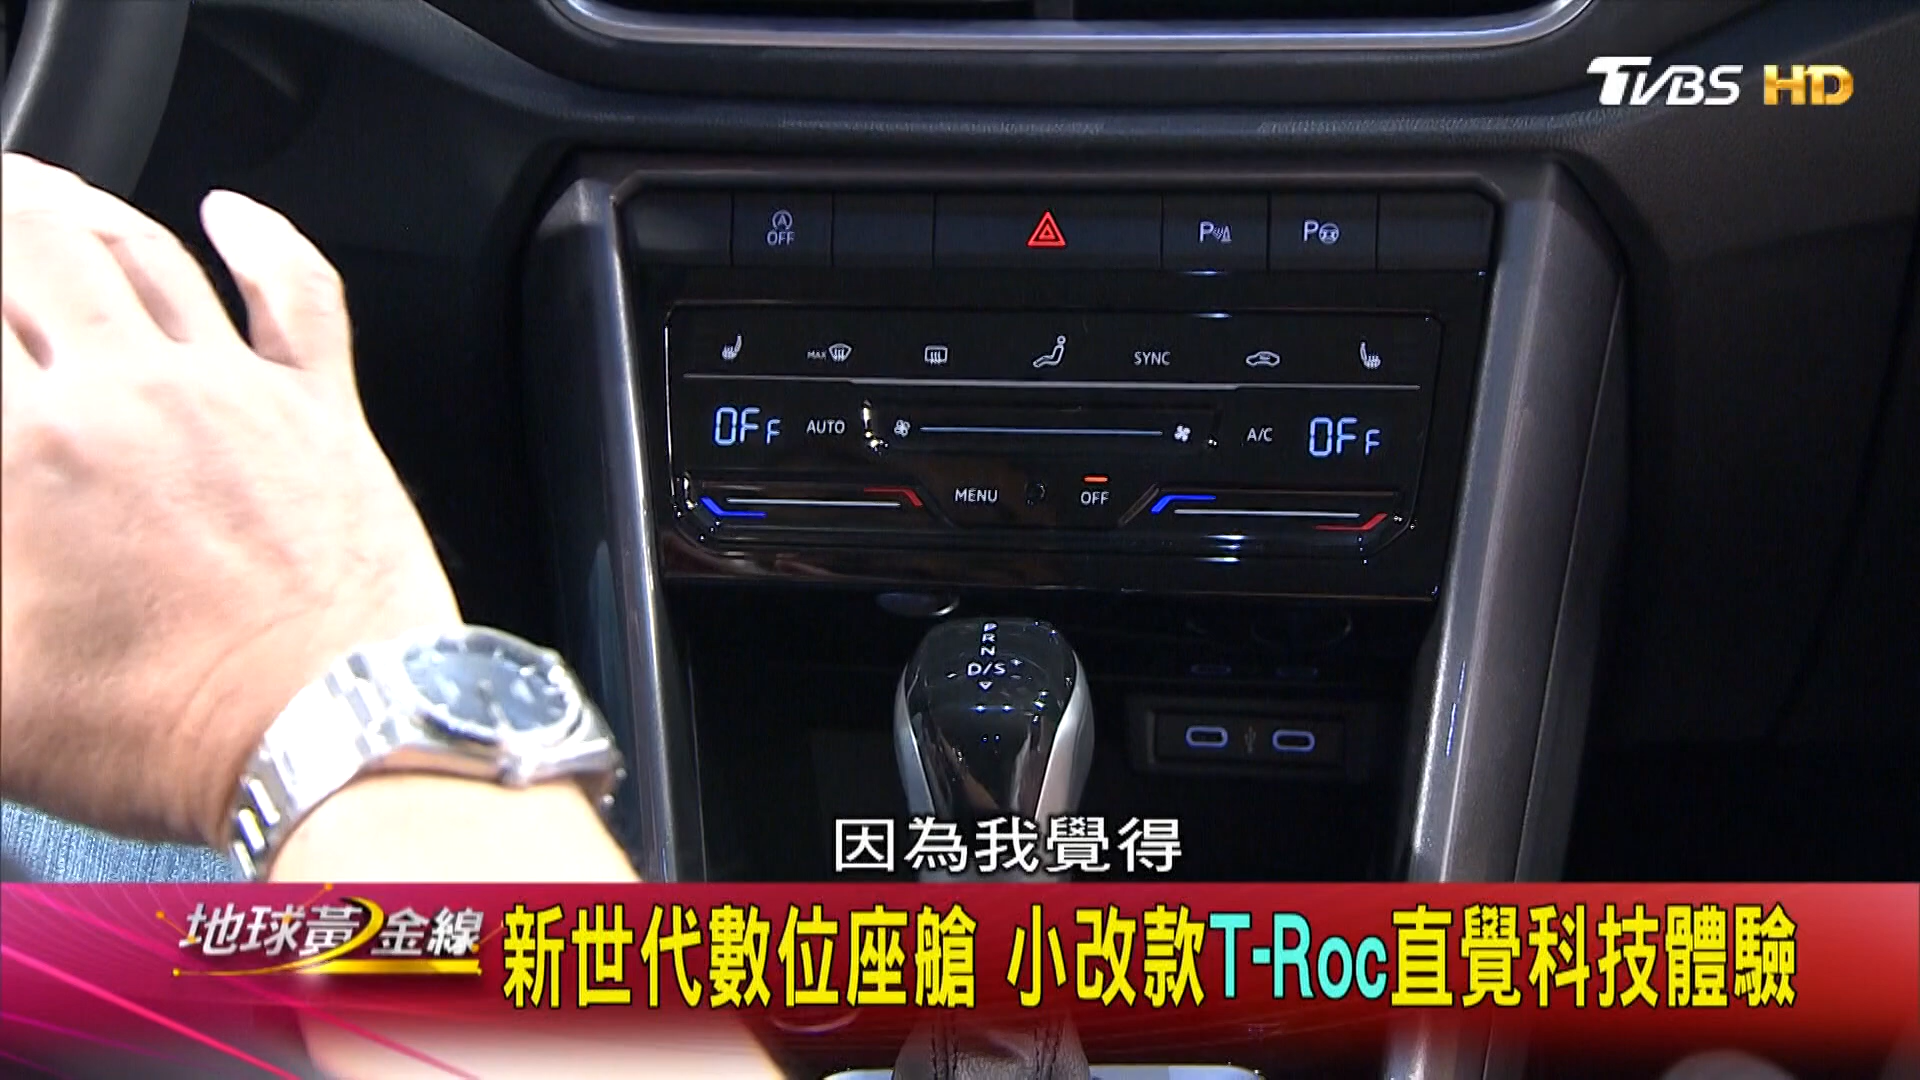 TVBS HD
A OFF
P P
MAX SYNC
OFF AUTO A/C OFF
MENU OFF
P
R
N
D/S
因為我覺得
地球黃金線 新世代數位座艙 小改款T-Roc直覺科技體驗